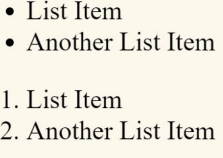 • List Item
• Another List Item
1. List Item
2. Another List Item